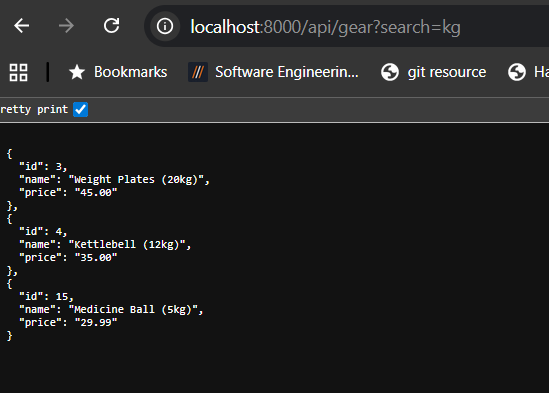 localhost:8000/api/gear?search=kg
Bookmarks Software Engineerin... git resource Ha
retty print
{
"id": 3,
"name": "Weight Plates (20kg)",
"price": "45.00"
},
{
"id": 4,
"name": "Kettlebell (12kg)",
"price": "35.00"
},
{
"id": 15,
"name": "Medicine Ball (5kg)",
"price": "29.99"
}